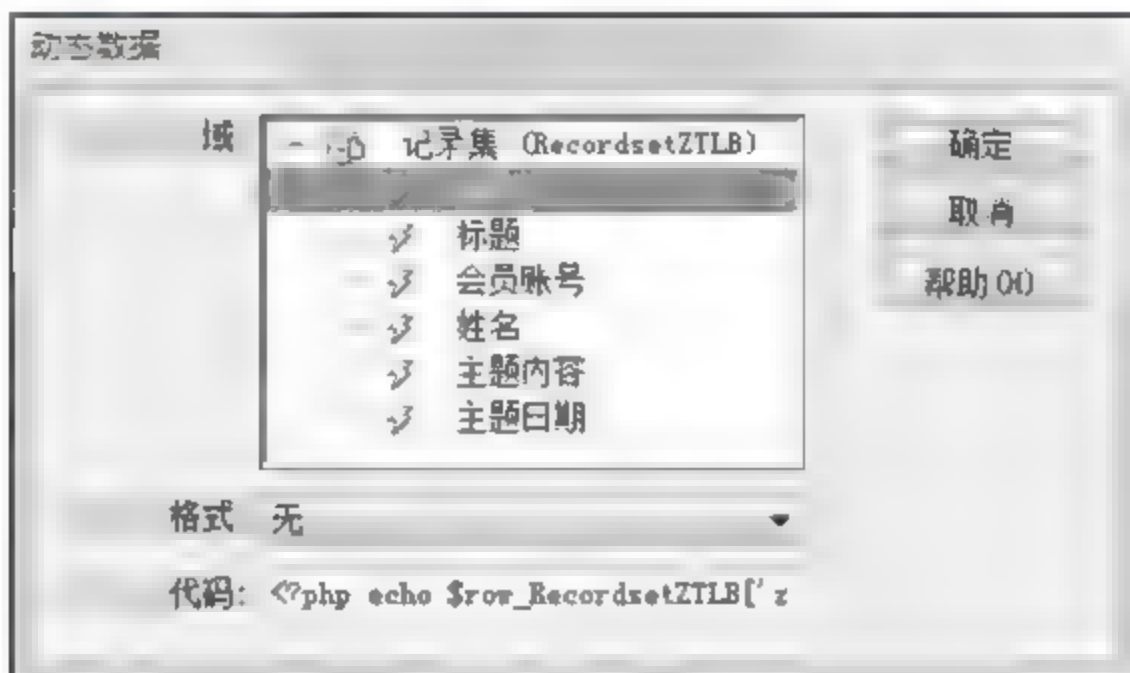 动态数据
域
记录集 (RecordsetZTLB)
标题
会员账号
姓名
主题内容
主题日期
格式 无
代码: <?php echo $row_RecordsetZTLB['z
确定
取消
帮助(H)